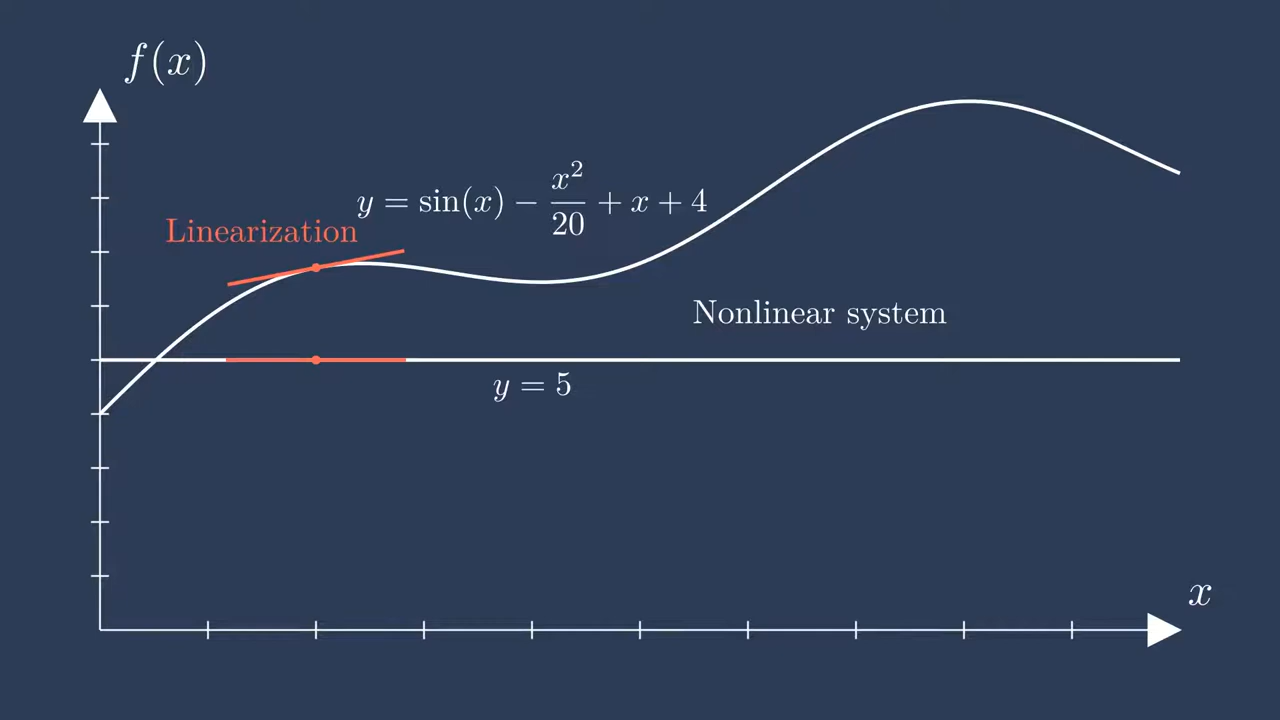 f(x)
y = sin(x) − x²/20 + x + 4
Linearization
Nonlinear system
y = 5
x